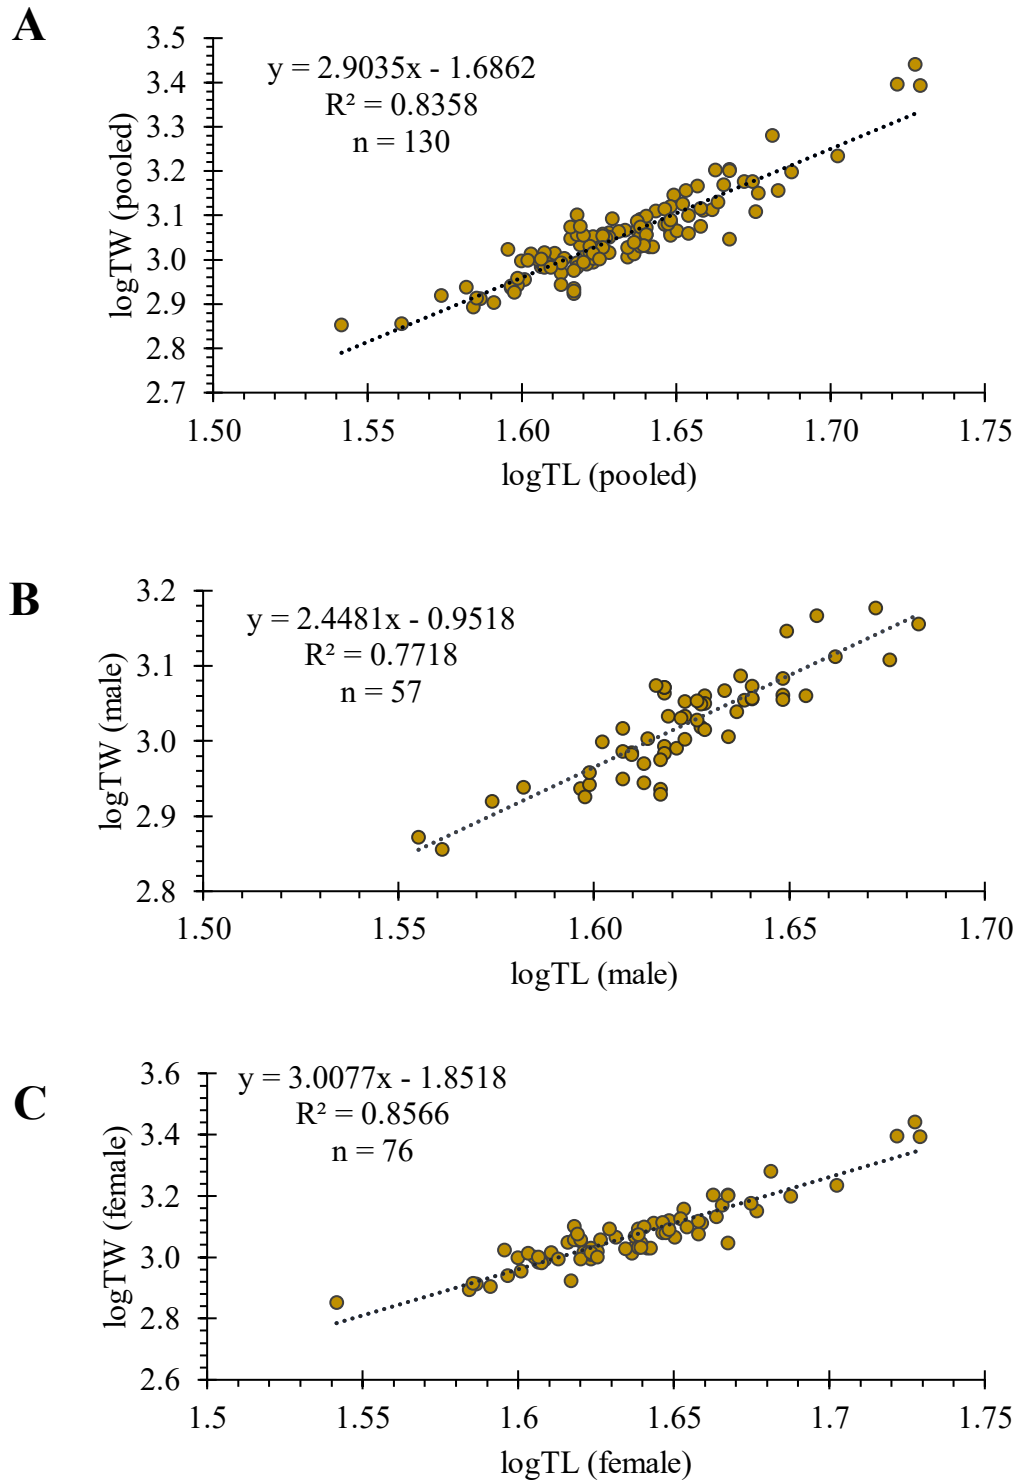 A
y = 2.9035x - 1.6862
R² = 0.8358
n = 130
3.5
3.4
3.3
3.2
3.1
3.0
2.9
2.8
2.7
logTW (pooled)
1.50 1.55 1.60 1.65 1.70 1.75
logTL (pooled)
B
y = 2.4481x - 0.9518
R² = 0.7718
n = 57
3.2
3.1
3.0
2.9
2.8
logTW (male)
1.50 1.55 1.60 1.65 1.70
logTL (male)
C
y = 3.0077x - 1.8518
R² = 0.8566
n = 76
3.6
3.4
3.2
3.0
2.8
2.6
logTW (female)
1.5 1.55 1.6 1.65 1.7 1.75
logTL (female)